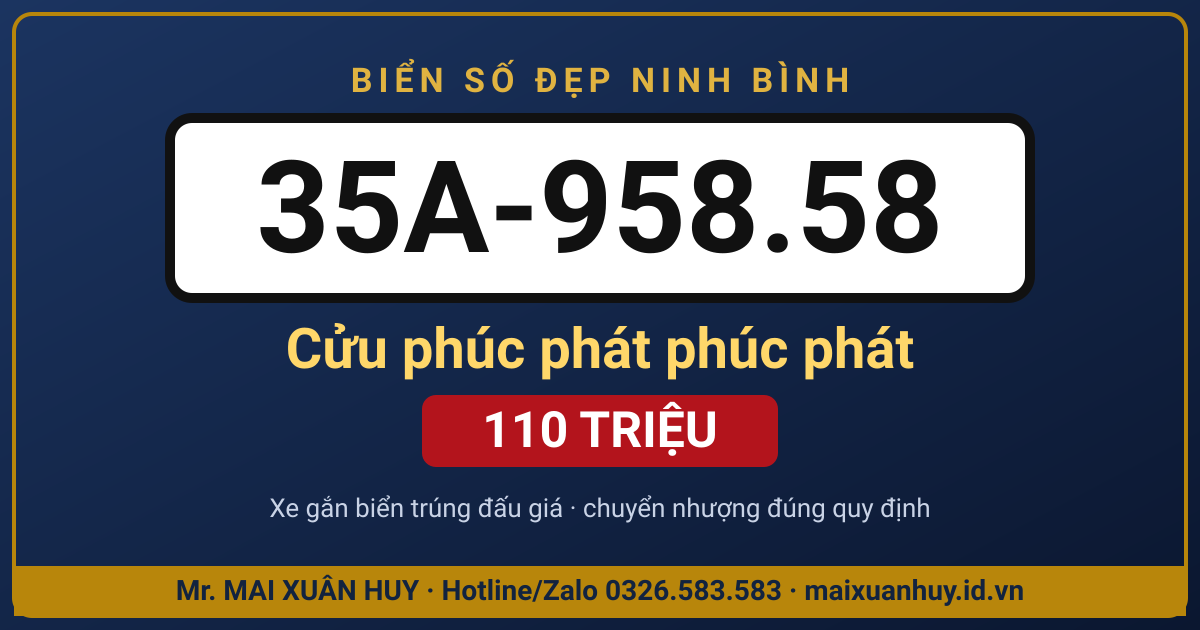 BIỂN SỐ ĐẸP NINH BÌNH
35A-958.58
Cửu phúc phát phúc phát
110 TRIỆU
Xe gắn biển trúng đấu giá · chuyển nhượng đúng quy định
Mr. MAI XUÂN HUY · Hotline/Zalo 0326.583.583 · maixuanhuy.id.vn